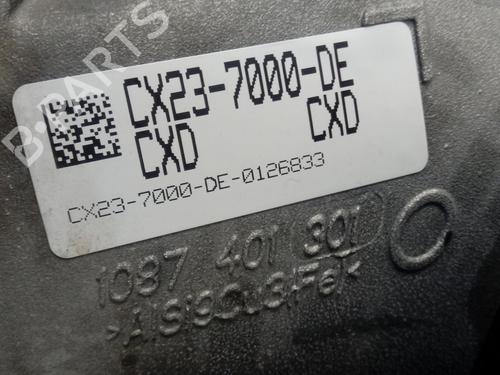 B-PARTS
CX23-7000-DE
CXD CXD
CX23-7000-DE-0126833
1087 401 301
>AlSi9Cu3(Fe)<